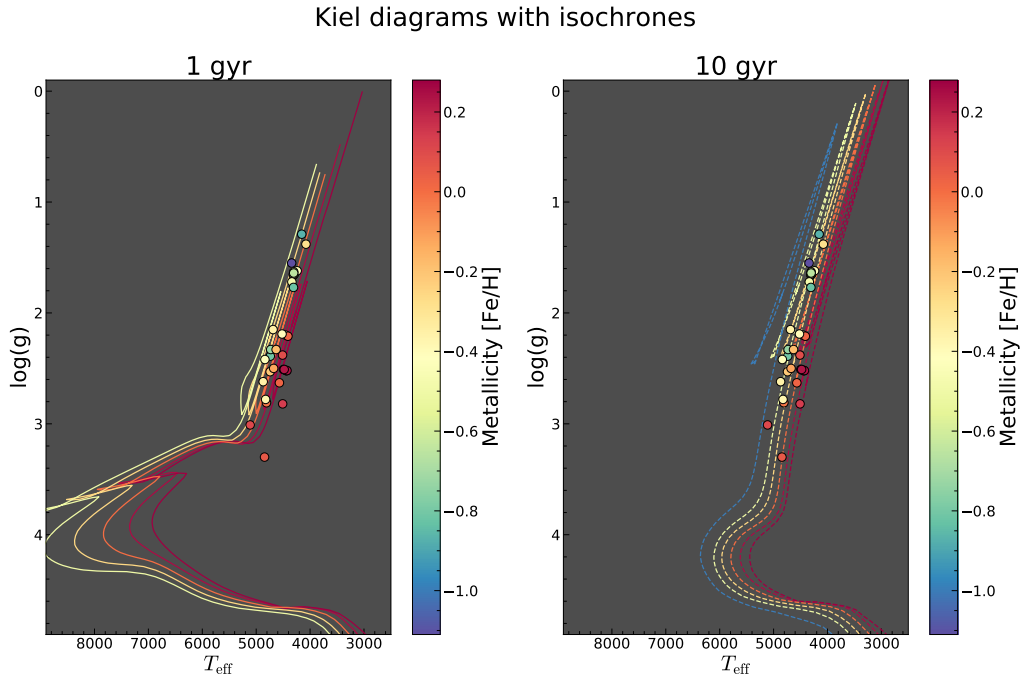 Kiel diagrams with isochrones
1 gyr
0
1
2
3
4
log(g)
8000 7000 6000 5000 4000 3000
T_eff
0.2
0.0
−0.2
−0.4
−0.6
−0.8
−1.0
Metallicity [Fe/H]
10 gyr
0
1
2
3
4
log(g)
8000 7000 6000 5000 4000 3000
T_eff
0.2
0.0
−0.2
−0.4
−0.6
−0.8
−1.0
Metallicity [Fe/H]